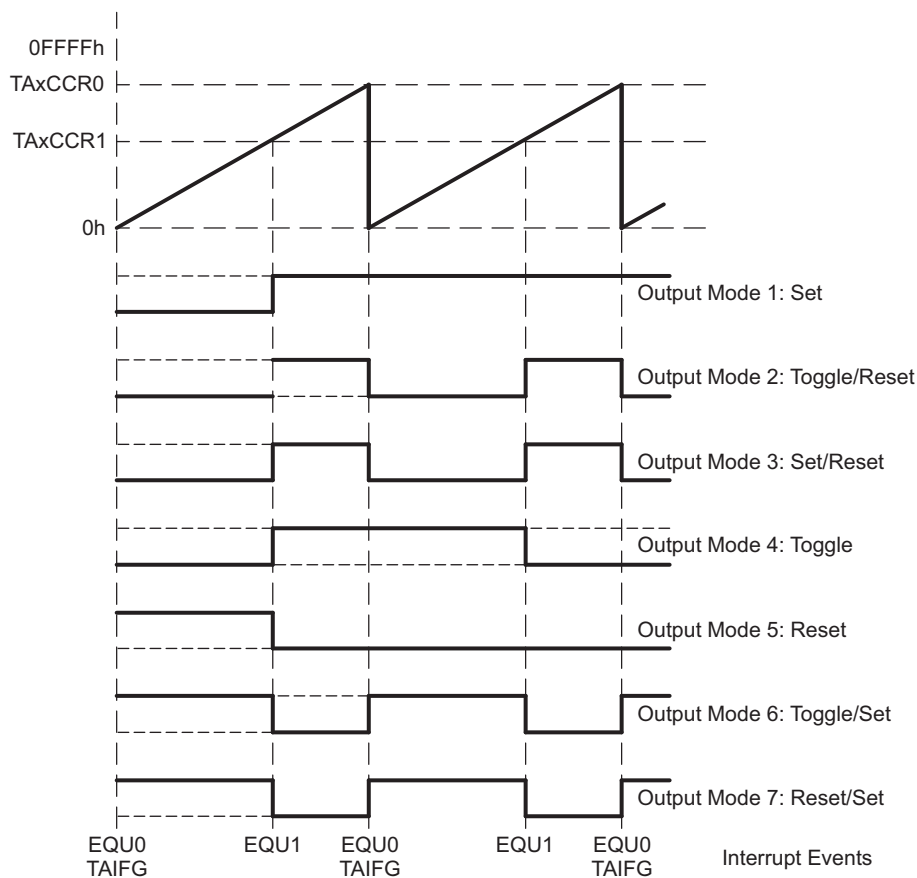 0FFFFh
TAxCCR0
TAxCCR1
0h
Output Mode 1: Set
Output Mode 2: Toggle/Reset
Output Mode 3: Set/Reset
Output Mode 4: Toggle
Output Mode 5: Reset
Output Mode 6: Toggle/Set
Output Mode 7: Reset/Set
EQU0 EQU1 EQU0 EQU1 EQU0
TAIFG TAIFG TAIFG
Interrupt Events